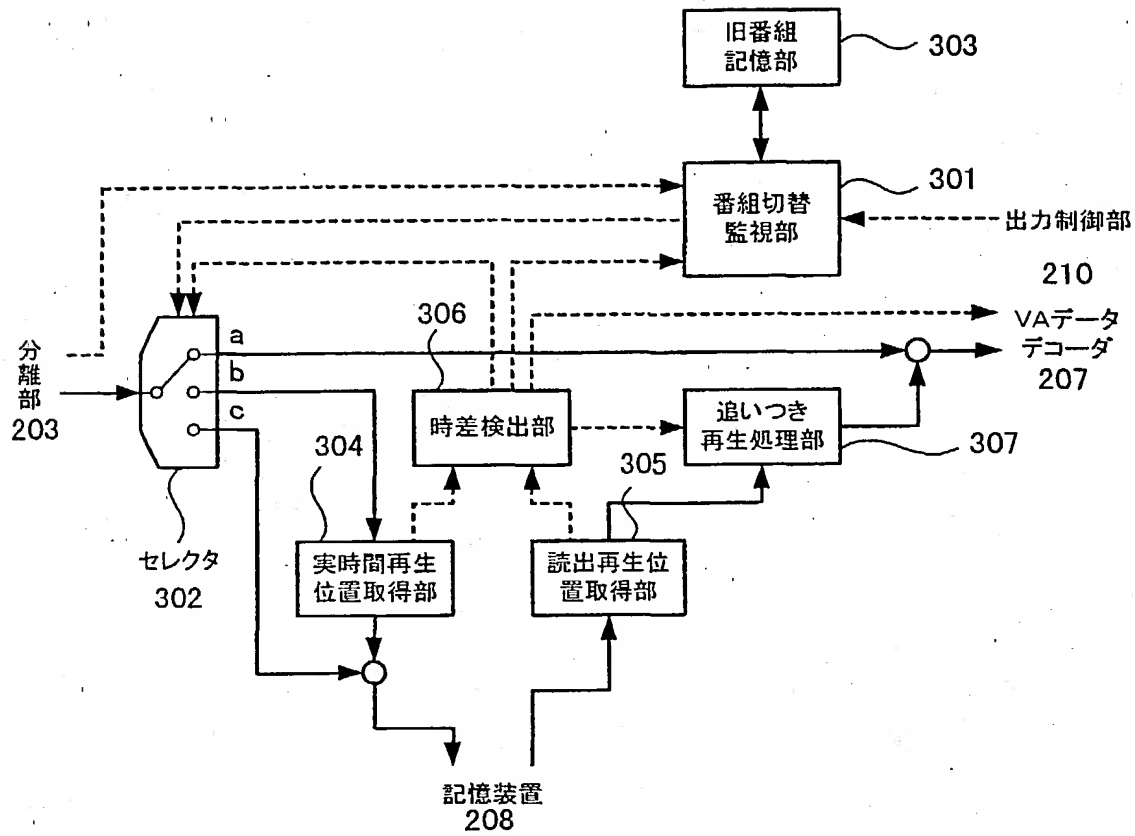 旧番組
記憶部
303
301
番組切替
監視部
出力制御部
210
306
VAデータ
デコーダ
207
分離部
203
a
b
c
時差検出部
追いつき
再生処理部
307
304
305
セレクタ
302
実時間再生
位置取得部
読出再生位
置取得部
記憶装置
208